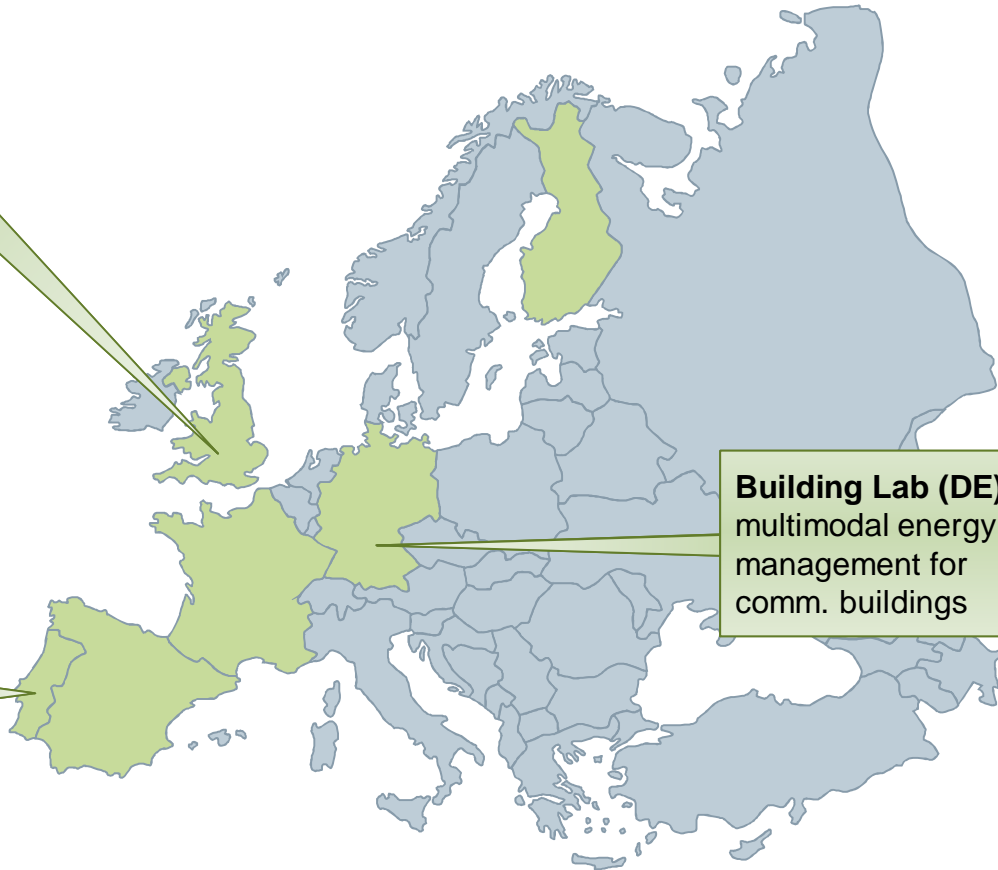 Building Lab (DE)
multimodal energy
management for
comm. buildings